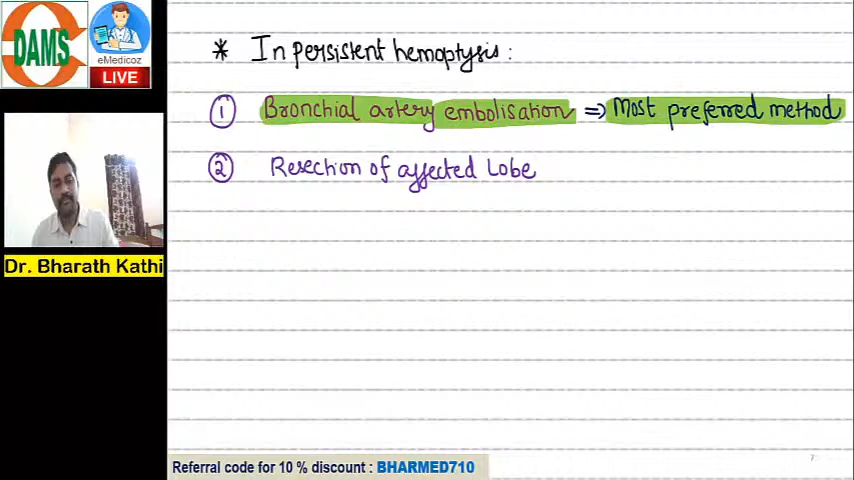 DAMS
eMedicoz
LIVE
* In persistent hemoptysis :
① Bronchial artery embolisation ⇒ Most preferred method
② Resection of affected Lobe
Dr. Bharath Kathi
Referral code for 10 % discount : BHARMED710
7